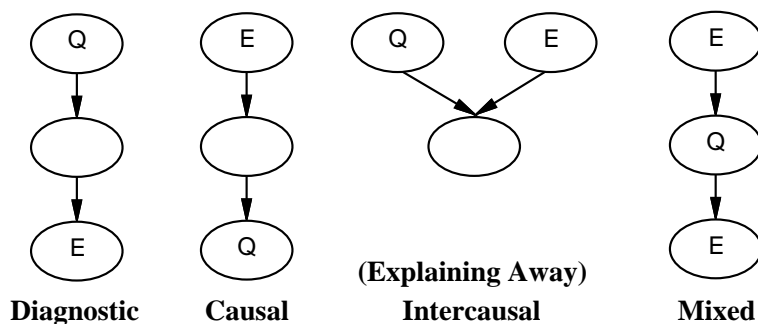 Q
E
Q
E
E
Q
E
Q
E
(Explaining Away)
Diagnostic
Causal
Intercausal
Mixed